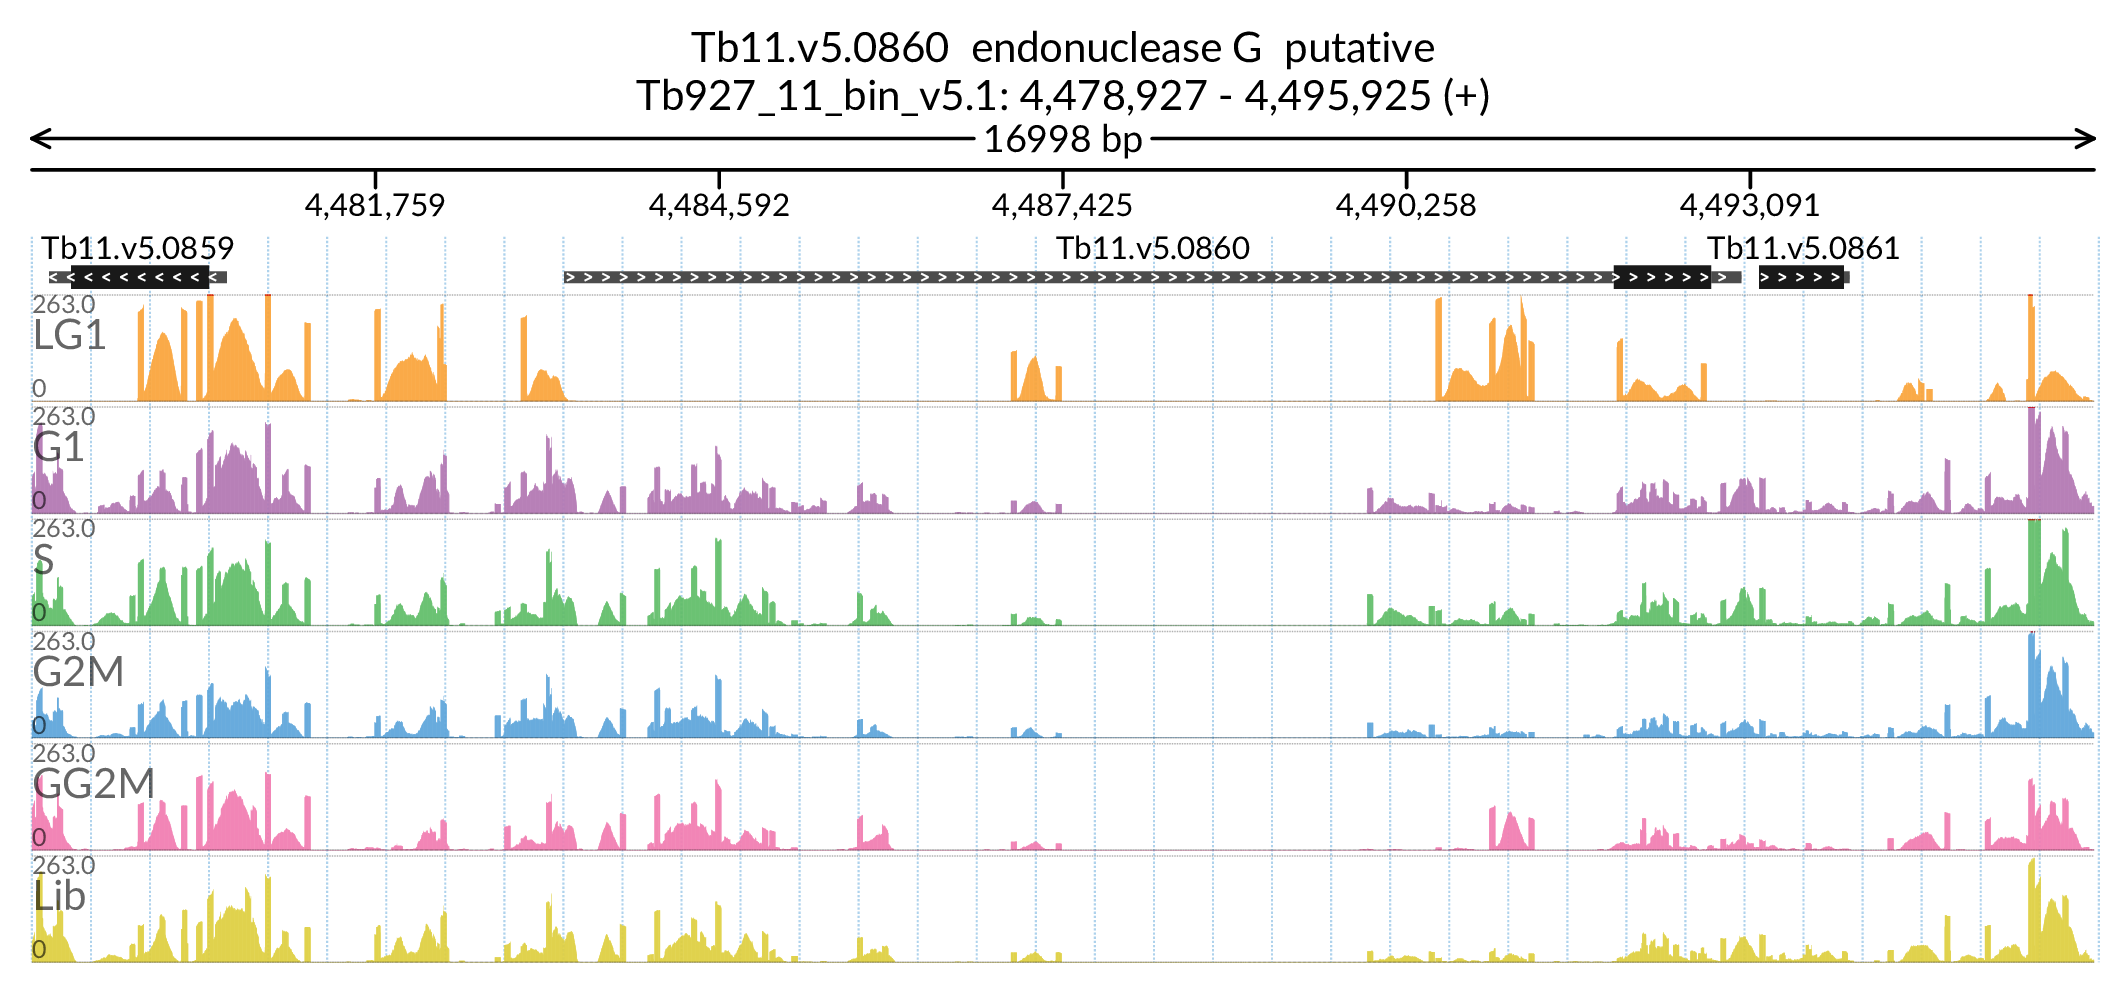 Tb11.v5.0860  endonuclease G  putative
Tb927_11_bin_v5.1: 4,478,927 - 4,495,925 (+)
16998 bp
4,481,759 4,484,592 4,487,425 4,490,258 4,493,091
Tb11.v5.0859 Tb11.v5.0860 Tb11.v5.0861
263.0
LG1
0
263.0
G1
0
263.0
S
0
263.0
G2M
0
263.0
GG2M
0
263.0
Lib
0